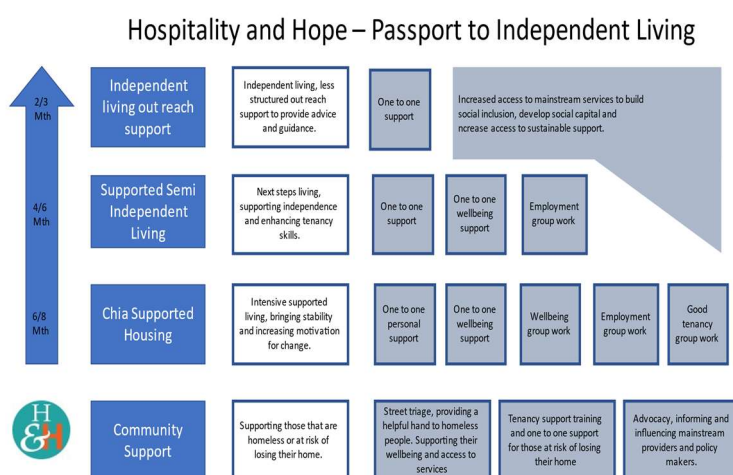 Hospitality and Hope – Passport to Independent Living
2/3
Mth
Independent
living out reach
support
Independent living, less
structured out reach
support to provide advice
and guidance.
One to one
support
Increased access to mainstream services to build
social inclusion, develop social capital and
ncrease access to sustainable support.
4/6
Mth
Supported Semi
Independent
Living
Next steps living,
supporting independence
and enhancing tenancy
skills.
One to one
support
One to one
wellbeing
support
Employment
group work
6/8
Mth
Chia Supported
Housing
Intensive supported
living, bringing stability
and increasing motivation
for change.
One to one
personal
support
One to one
wellbeing
support
Wellbeing
group work
Employment
group work
Good
tenancy
group work
H
&H
Community
Support
Supporting those that are
homeless or at risk of
losing their home.
Street triage, providing a
helpful hand to homeless
people. Supporting their
wellbeing and access to
services
Tenancy support training
and one to one support
for those at risk of losing
their home
Advocacy, informing and
influencing mainstream
providers and policy
makers.